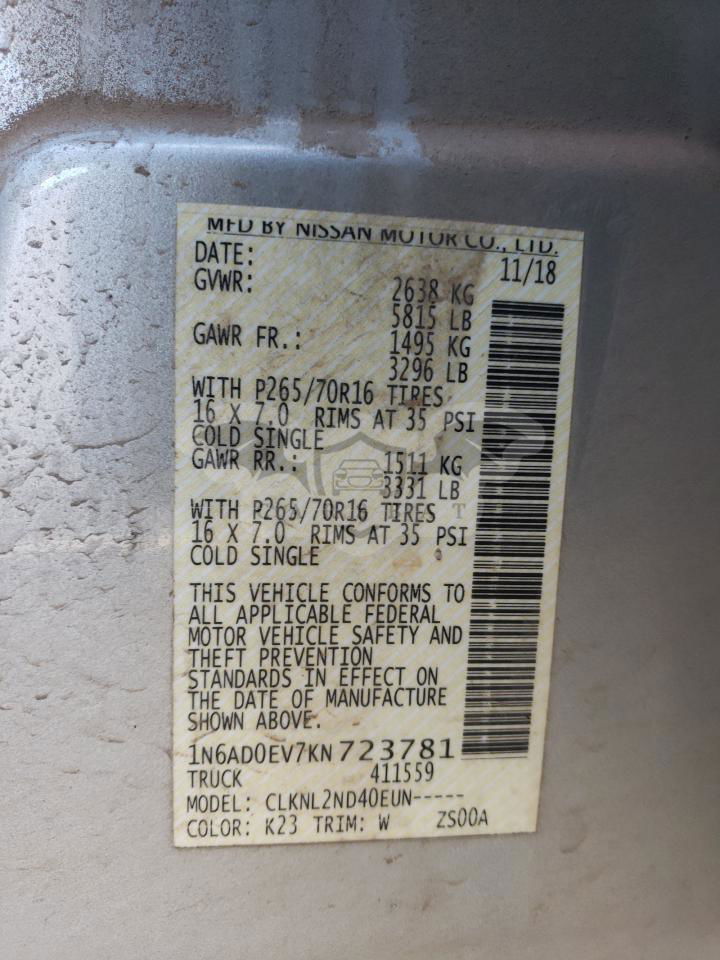 MFD BY NISSAN MOTOR CO., LTD.
DATE: 11/18
GVWR: 2638 KG
5815 LB
GAWR FR.: 1495 KG
3296 LB
WITH P265/70R16 TIRES
16 X 7.0 RIMS AT 35 PSI
COLD SINGLE
GAWR RR.: 1511 KG
3331 LB
WITH P265/70R16 TIRES
16 X 7.0 RIMS AT 35 PSI
COLD SINGLE
THIS VEHICLE CONFORMS TO
ALL APPLICABLE FEDERAL
MOTOR VEHICLE SAFETY AND
THEFT PREVENTION
STANDARDS IN EFFECT ON
THE DATE OF MANUFACTURE
SHOWN ABOVE.
1N6AD0EV7KN723781
TRUCK 411559
MODEL: CLKNL2ND40EUN-----
COLOR: K23 TRIM: W ZS00A